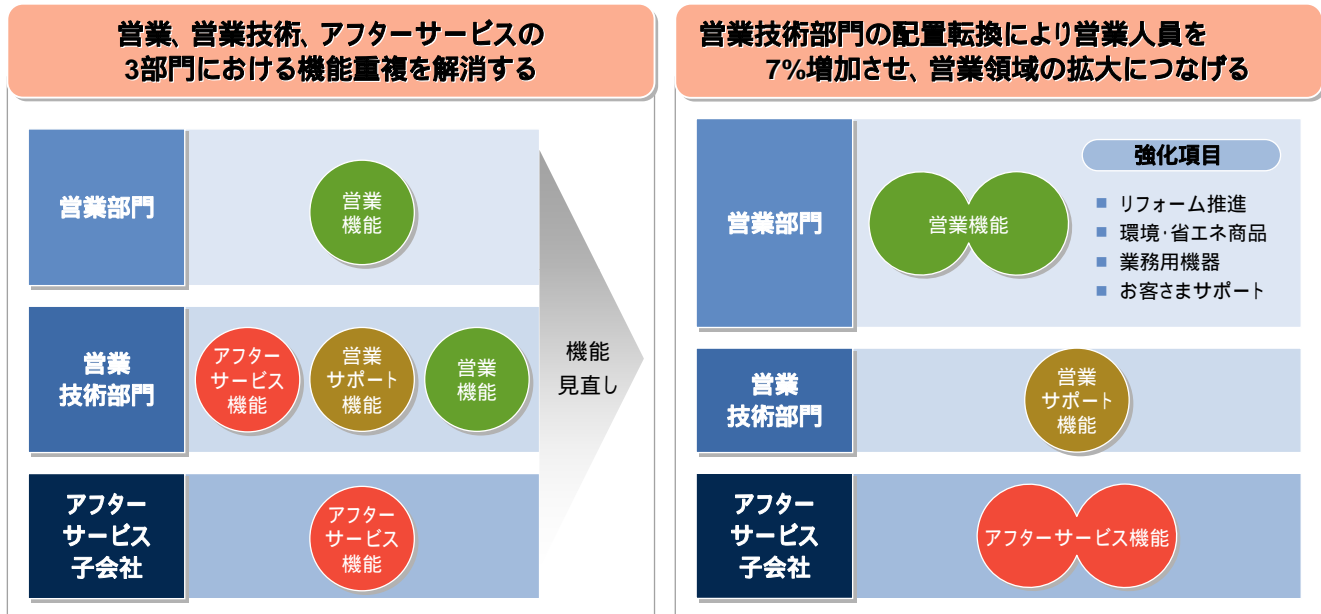 営業、営業技術、アフターサービスの
3部門における機能重複を解消する
営業部門
営業
機能
営業
技術部門
アフター
サービス
機能
営業
サポート
機能
営業
機能
アフター
サービス
子会社
アフター
サービス
機能
機能
見直し
営業技術部門の配置転換により営業人員を
7%増加させ、営業領域の拡大につなげる
営業部門
営業機能
強化項目
リフォーム推進
環境・省エネ商品
業務用機器
お客さまサポート
営業
技術部門
営業
サポート
機能
アフター
サービス
子会社
アフターサービス機能